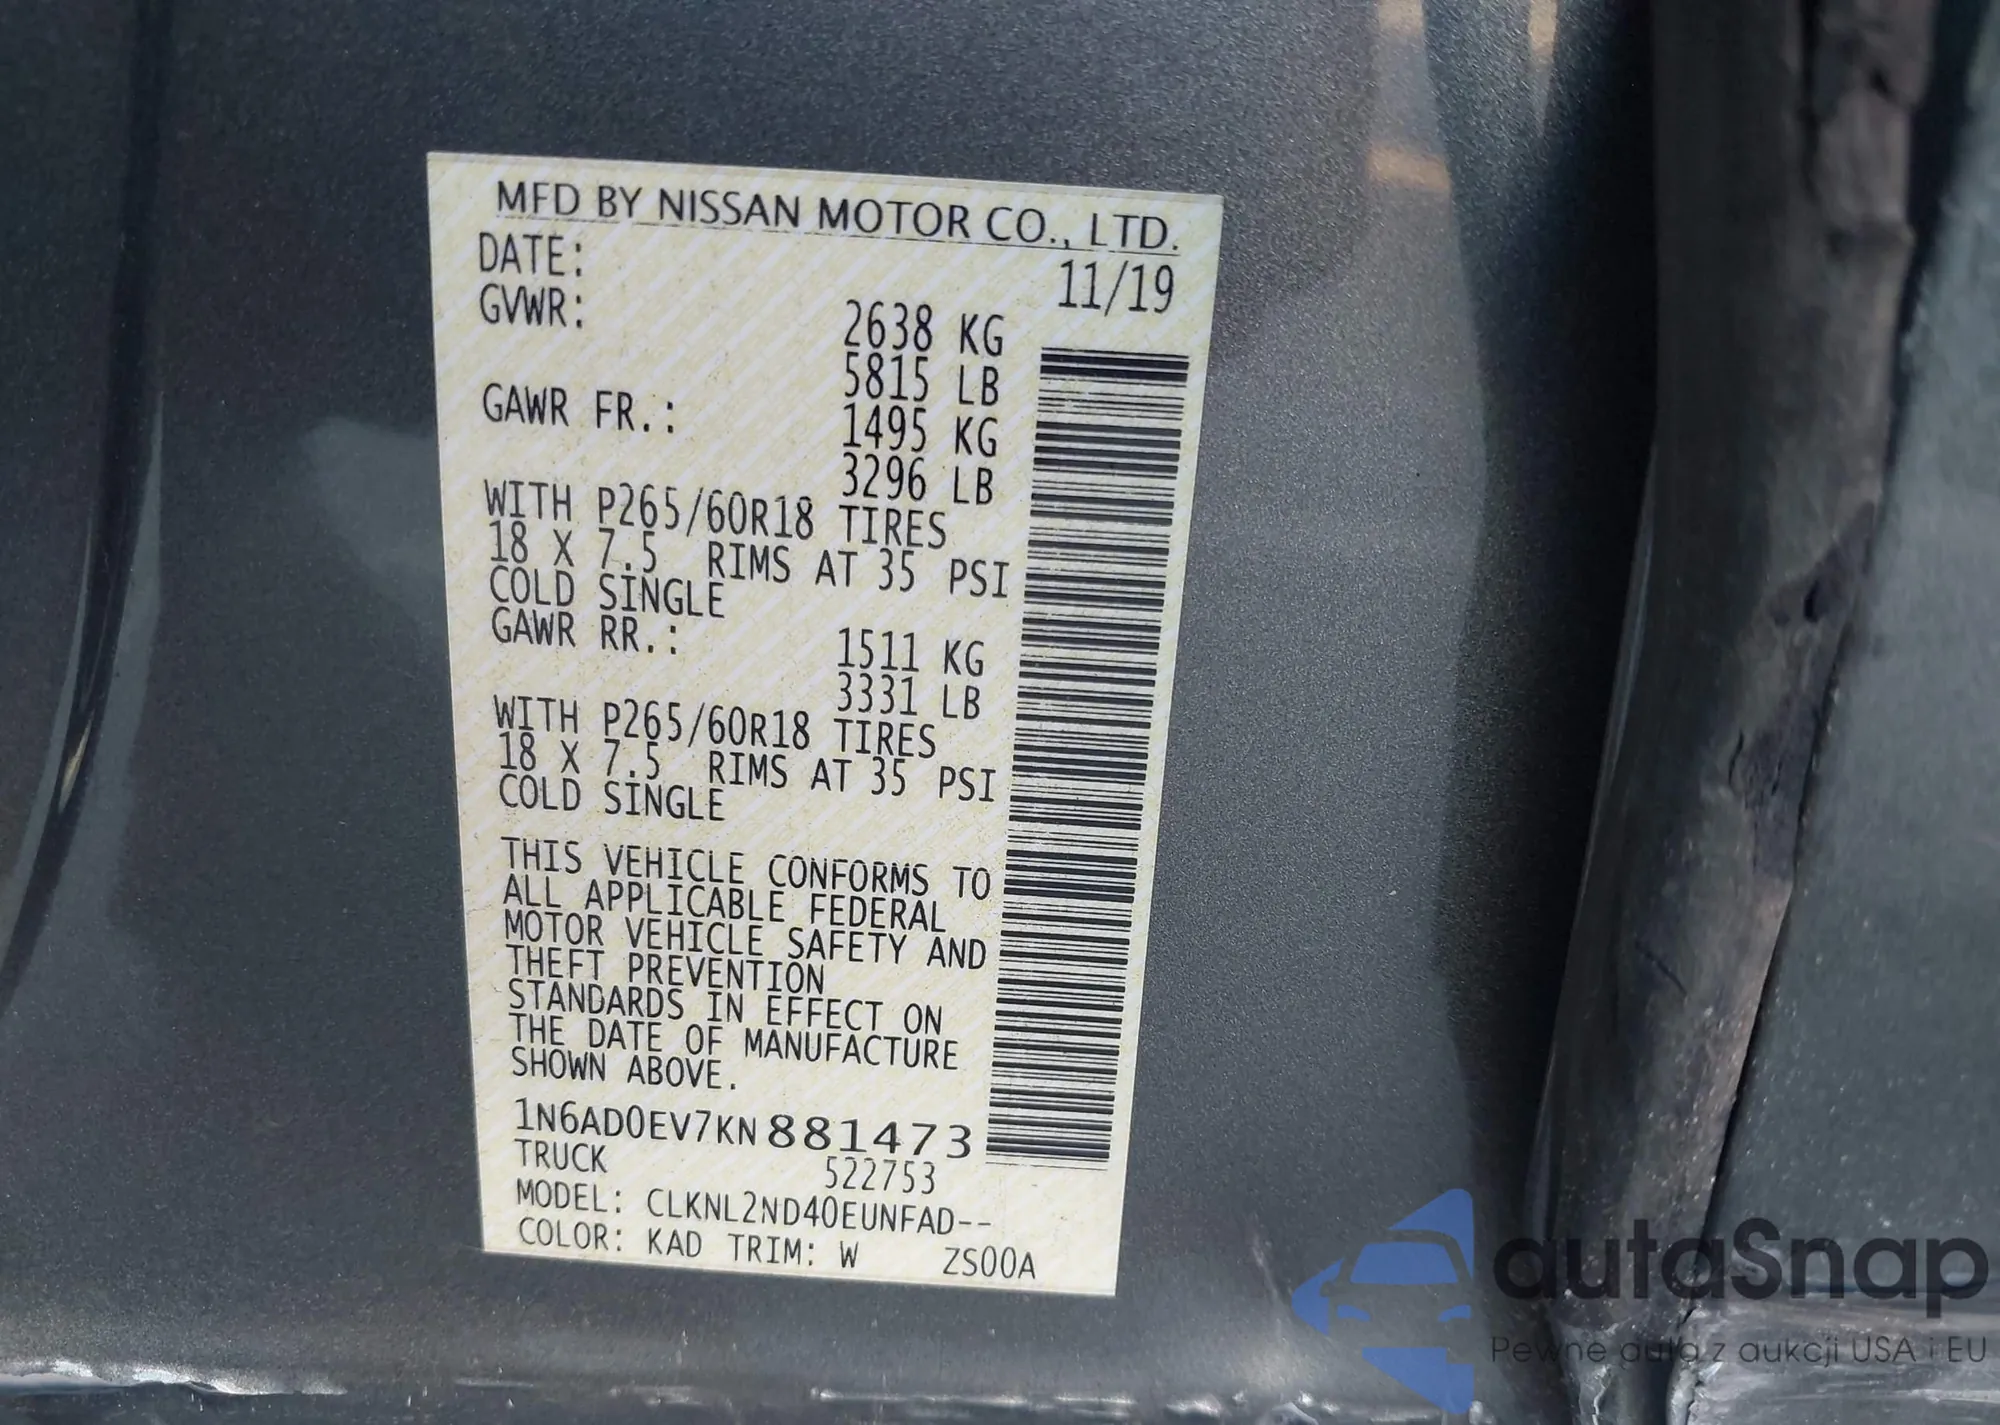 MFD BY NISSAN MOTOR CO., LTD.
DATE: 11/19
GVWR: 2638 KG
5815 LB
GAWR FR.: 1495 KG
3296 LB
WITH P265/60R18 TIRES
18 X 7.5 RIMS AT 35 PSI
COLD SINGLE
GAWR RR.: 1511 KG
3331 LB
WITH P265/60R18 TIRES
18 X 7.5 RIMS AT 35 PSI
COLD SINGLE
THIS VEHICLE CONFORMS TO
ALL APPLICABLE FEDERAL
MOTOR VEHICLE SAFETY AND
THEFT PREVENTION
STANDARDS IN EFFECT ON
THE DATE OF MANUFACTURE
SHOWN ABOVE.
1N6AD0EV7KN881473
TRUCK 522753
MODEL: CLKNL2ND40EUNFAD--
COLOR: KAD TRIM: W ZS00A
autaSnap
Pewne auta z aukcji USA i EU